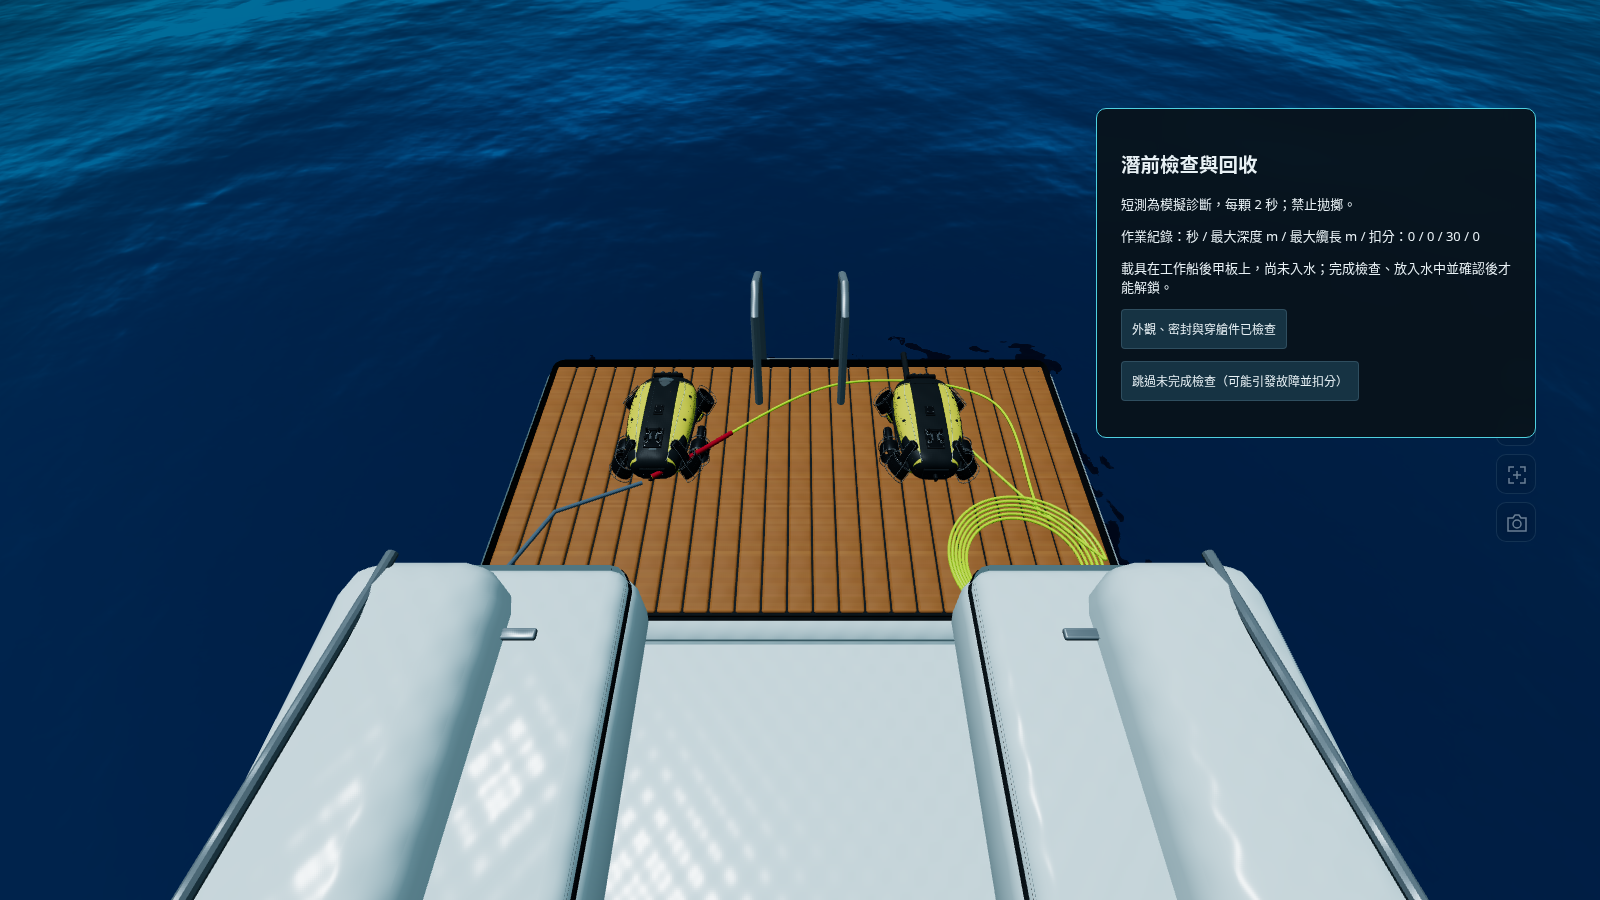 潛前檢查與回收
短測為模擬診斷，每顆 2 秒；禁止拋擲。
作業紀錄：秒 / 最大深度 m / 最大纜長 m / 扣分：0 / 0 / 30 / 0
載具在工作船後甲板上，尚未入水；完成檢查、放入水中並確認後才
能解鎖。
外觀、密封與穿艙件已檢查
跳過未完成檢查（可能引發故障並扣分）